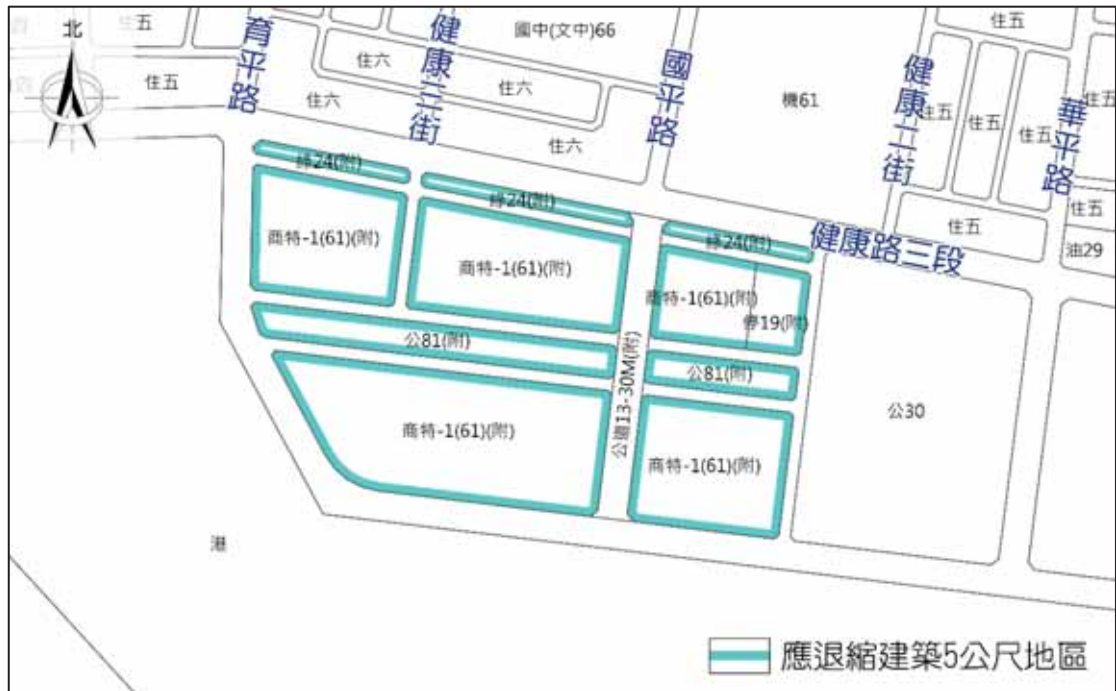 北
住五
住五
育平路
健康三街
國中(文中)66
住六
住六
住六
住六
國平路
機61
健康二街
住五
住五
住五
住五
住五
華平路
住五
住五
油29
健康路三段
綠24(附)
綠24(附)
綠24(附)
商特-1(61)(附)
商特-1(61)(附)
商特-1(61)(附)
停19(附)
公81(附)
公81(附)
公道13-30M(附)
商特-1(61)(附)
商特-1(61)(附)
公30
港
應退縮建築5公尺地區